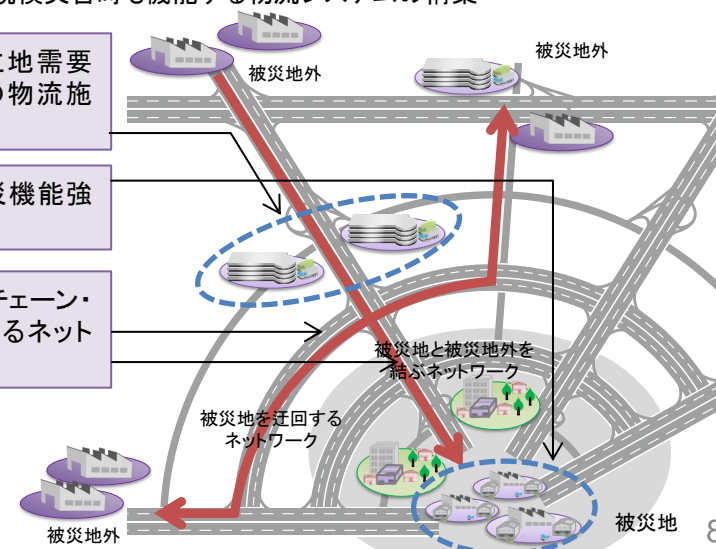 規模災害時も機能する物流システムの構築
立地需要
の物流施
災機能強
チェーン・
るネット
被災地外
被災地外
被災地と被災地外を
結ぶネットワーク
被災地を迂回する
ネットワーク
被災地外
被災地
8